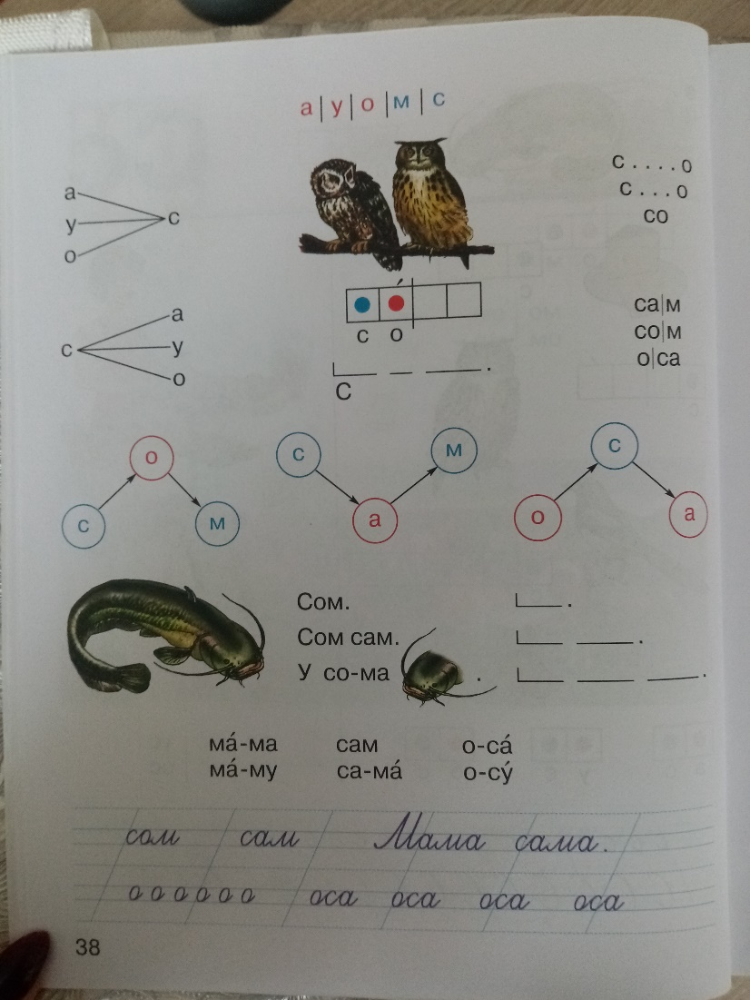 а | у | о | м | с
а
у
о
с
с . . . . о
с . . . о
со
с
а
у
о
с о́
С
са|м
со|м
о|са
с о м
с а м
о с а
Сом.
Сом сам.
У со-ма .
ма́-ма сам о-са́
ма́-му са-ма́ о-су́
сом сам Мама сама.
о о о о о о оса оса оса оса
38